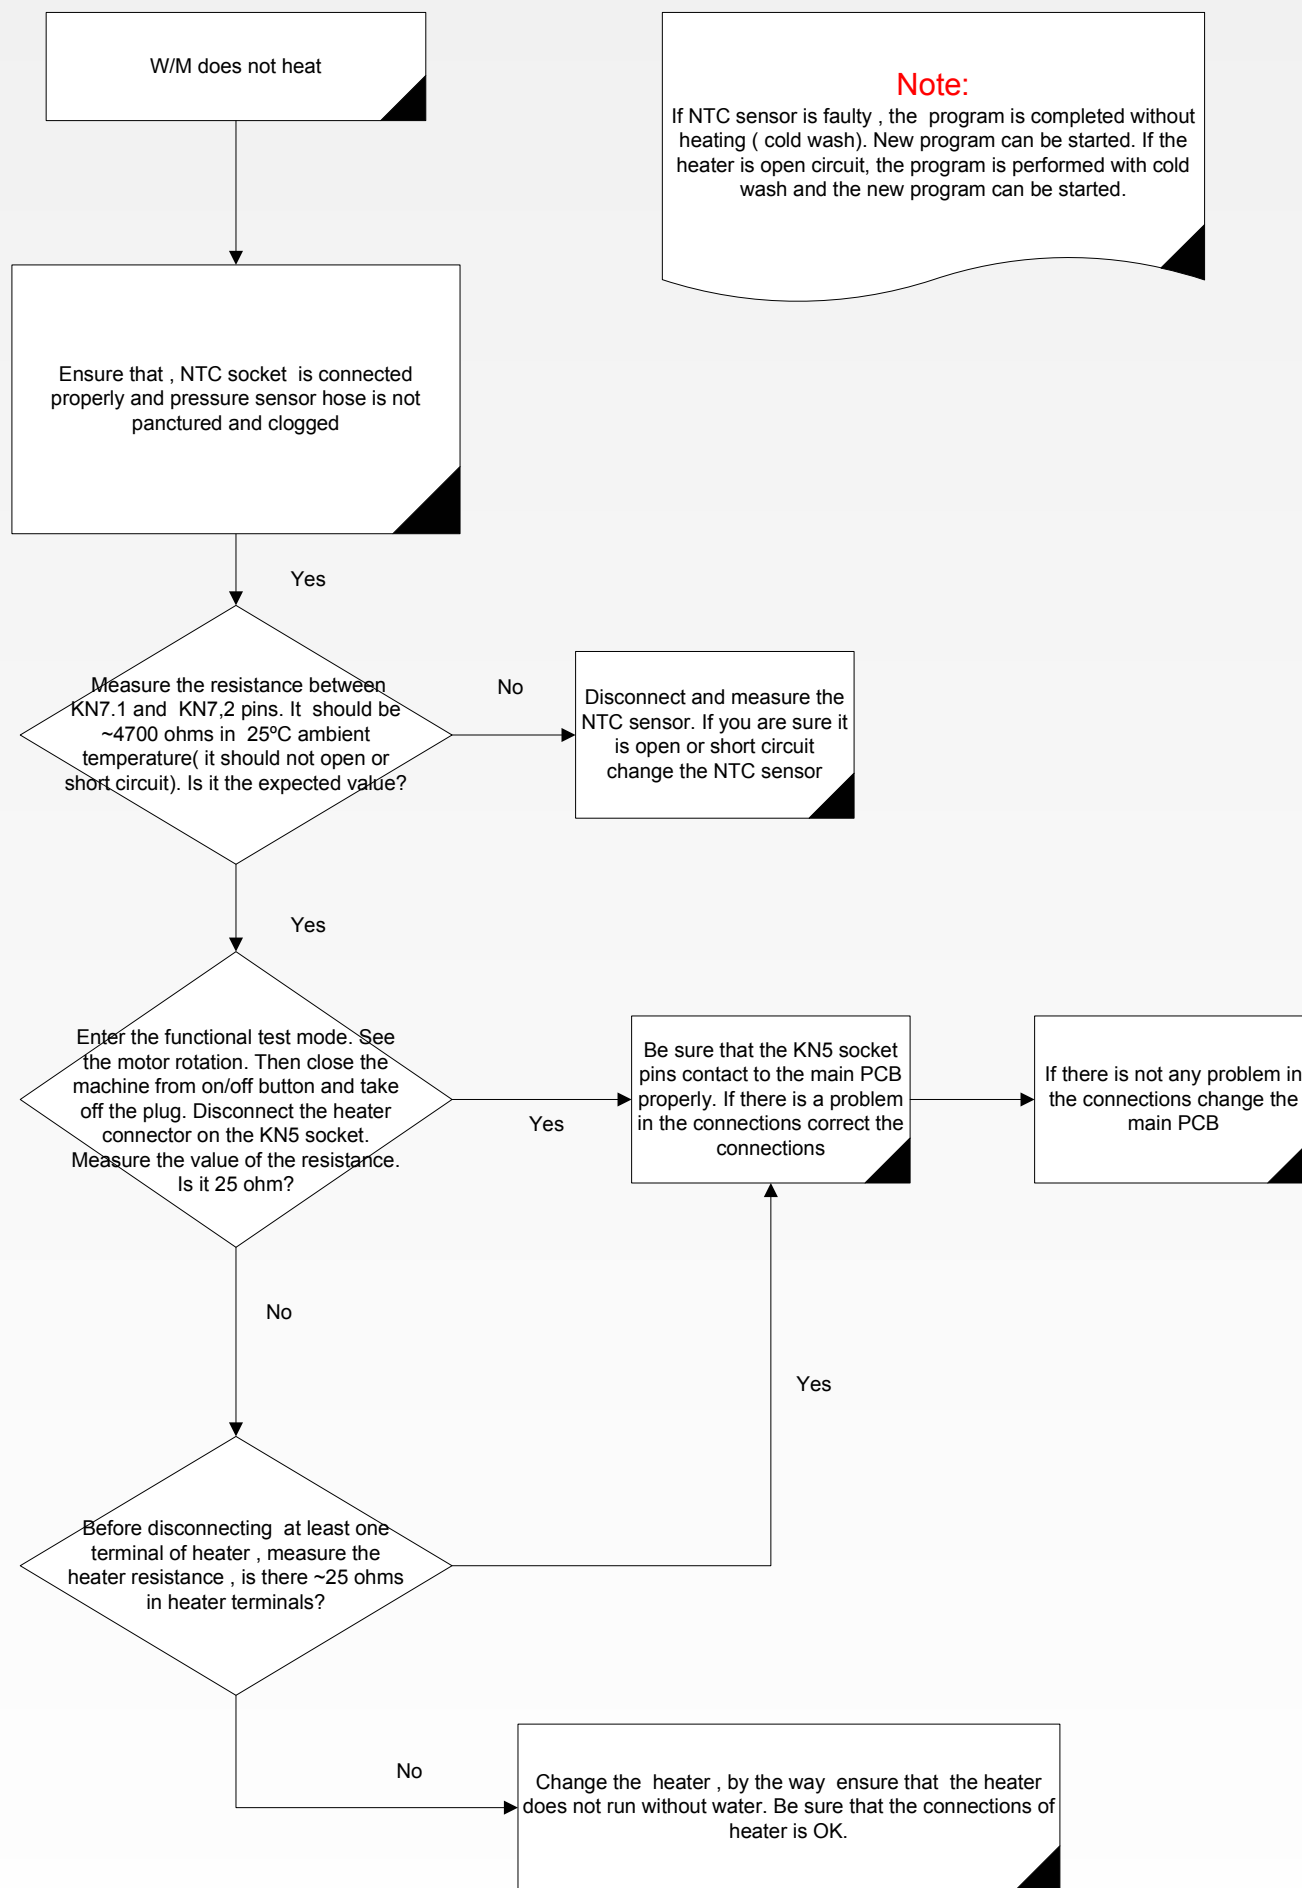 W/M does not heat
Note:
If NTC sensor is faulty , the  program is completed without
heating ( cold wash). New program can be started. If the
heater is open circuit, the program is performed with cold
wash and the new program can be started.
Ensure that , NTC socket  is connected
properly and pressure sensor hose is not
panctured and clogged
Yes
Measure the resistance between
KN7.1 and  KN7,2 pins. It  should be
~4700 ohms in  25ºC ambient
temperature( it should not open or
short circuit). Is it the expected value?
No
Disconnect and measure the
NTC sensor. If you are sure it
is open or short circuit
change the NTC sensor
Yes
Enter the functional test mode. See
the motor rotation. Then close the
machine from on/off button and take
off the plug. Disconnect the heater
connector on the KN5 socket.
Measure the value of the resistance.
Is it 25 ohm?
Yes
Be sure that the KN5 socket
pins contact to the main PCB
properly. If there is a problem
in the connections correct the
connections
If there is not any problem in
the connections change the
main PCB
No
Yes
Before disconnecting  at least one
terminal of heater , measure the
heater resistance , is there ~25 ohms
in heater terminals?
No
Change the  heater , by the way  ensure that  the heater
does not run without water. Be sure that the connections of
heater is OK.